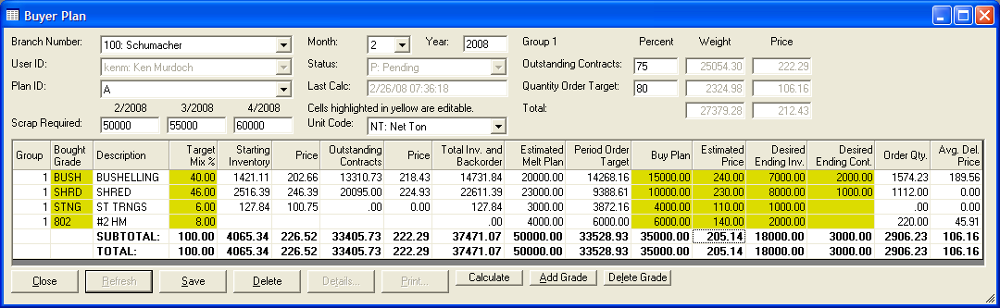 Buyer Plan
Branch Number: 100: Schumacher Month: 2 Year: 2008 Group 1 Percent Weight Price
User ID: kenm: Ken Murdoch Status: P: Pending Outstanding Contracts: 75 25054.30 222.29
Plan ID: A Last Calc: 2/26/08 07:36:18 Quantity Order Target: 80 2324.98 106.16
2/2008 3/2008 4/2008 Cells highlighted in yellow are editable. Total: 27379.28 212.43
Scrap Required: 50000 55000 60000 Unit Code: NT: Net Ton
Group Bought Grade Description Target Mix % Starting Inventory Price Outstanding Contracts Price Total Inv. and Backorder Estimated Melt Plan Period Order Target Buy Plan Estimated Price Desired Ending Inv. Desired Ending Cont. Order Qty. Avg. Del. Price
1 BUSH BUSHELLING 40.00 1421.11 202.66 13310.73 218.43 14731.84 20000.00 14268.16 15000.00 240.00 7000.00 2000.00 1574.23 189.56
1 SHRD SHRED 46.00 2516.39 246.39 20095.00 224.93 22611.39 23000.00 9388.61 10000.00 230.00 8000.00 1000.00 1112.00 0.00
1 STNG ST TRNGS 6.00 127.84 100.75 .00 0.00 127.84 3000.00 3872.16 4000.00 110.00 1000.00 .00 0.00
1 802 #2 HM 8.00 .00 4000.00 6000.00 6000.00 140.00 2000.00 220.00 45.91
SUBTOTAL: 100.00 4065.34 226.52 33405.73 222.29 37471.07 50000.00 33528.93 35000.00 205.14 18000.00 3000.00 2906.23 106.16
TOTAL: 100.00 4065.34 226.52 33405.73 222.29 37471.07 50000.00 33528.93 35000.00 205.14 18000.00 3000.00 2906.23 106.16
Close Refresh Save Delete Details... Print... Calculate Add Grade Delete Grade